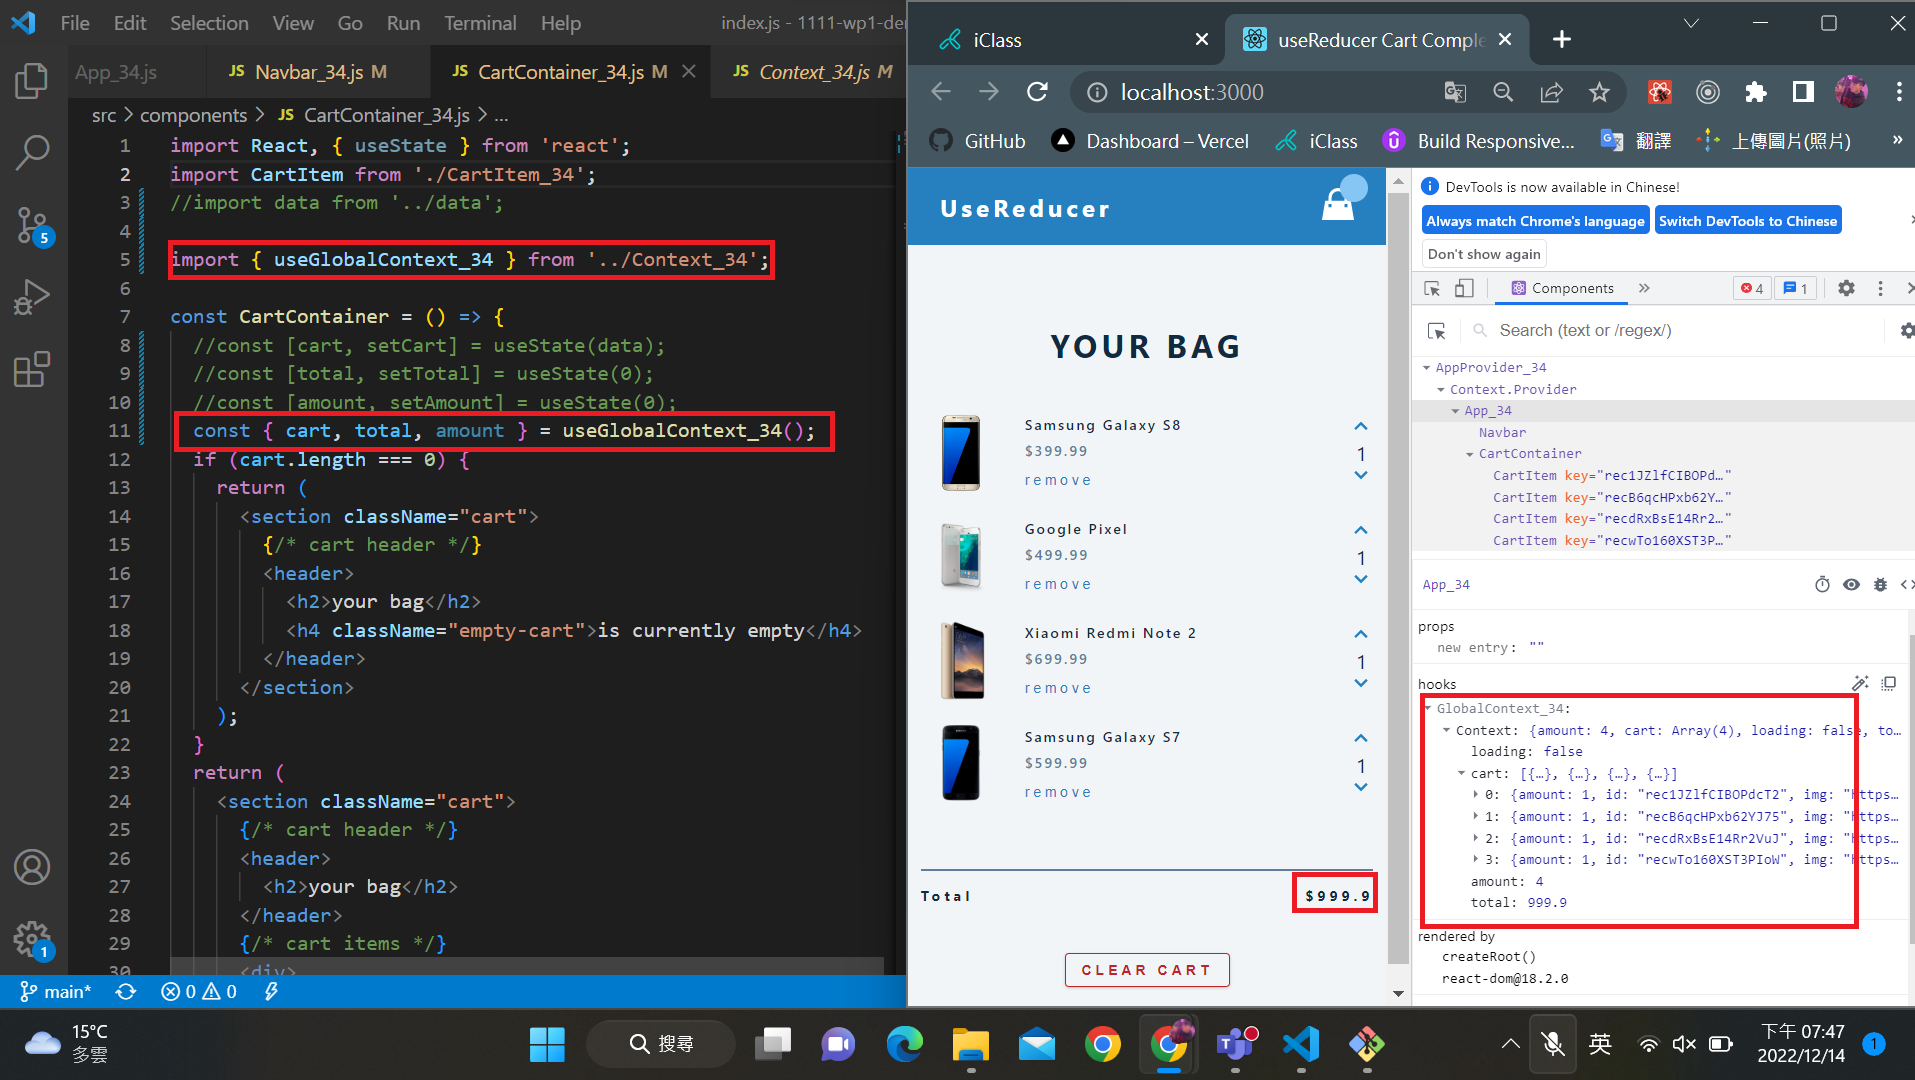 File Edit Selection View Go Run Terminal Help
index.js - 1111-wp1-de
App_34.js
JS Navbar_34.js M
JS CartContainer_34.js M
JS Context_34.js M
src > components > JS CartContainer_34.js > ...
1 import React, { useState } from 'react';
2 import CartItem from './CartItem_34';
3 //import data from '../data';
4
5 import { useGlobalContext_34 } from '../Context_34';
6
7 const CartContainer = () => {
8 //const [cart, setCart] = useState(data);
9 //const [total, setTotal] = useState(0);
10 //const [amount, setAmount] = useState(0);
11 const { cart, total, amount } = useGlobalContext_34();
12 if (cart.length === 0) {
13 return (
14 <section className="cart">
15 {/* cart header */}
16 <header>
17 <h2>your bag</h2>
18 <h4 className="empty-cart">is currently empty</h4>
19 </header>
20 </section>
21 );
22 }
23 return (
24 <section className="cart">
25 {/* cart header */}
26 <header>
27 <h2>your bag</h2>
28 </header>
29 {/* cart items */}
30 <div>
5
1
main* 0 0
iClass
useReducer Cart Comple
localhost:3000
GitHub
Dashboard – Vercel
iClass
Build Responsive...
翻譯
上傳圖片(照片)
»
UseReducer
YOUR BAG
Samsung Galaxy S8
$399.99
remove
1
Google Pixel
$499.99
remove
1
Xiaomi Redmi Note 2
$699.99
remove
1
Samsung Galaxy S7
$599.99
remove
1
Total $999.9
CLEAR CART
DevTools is now available in Chinese!
Always match Chrome's language
Switch DevTools to Chinese
Don't show again
Components » 4 1
Search (text or /regex/)
AppProvider_34
Context.Provider
App_34
Navbar
CartContainer
CartItem key="rec1JZlfCIBOPd…"
CartItem key="recB6qcHPxb62Y…"
CartItem key="recdRxBsE14Rr2…"
CartItem key="recwTo160XST3P…"
App_34
props
new entry: ""
hooks
GlobalContext_34:
Context: {amount: 4, cart: Array(4), loading: false, to…
loading: false
cart: [{…}, {…}, {…}, {…}]
0: {amount: 1, id: "rec1JZlfCIBOPdcT2", img: "https…
1: {amount: 1, id: "recB6qcHPxb62YJ75", img: "https…
2: {amount: 1, id: "recdRxBsE14Rr2VuJ", img: "https…
3: {amount: 1, id: "recwTo160XST3PIoW", img: "https…
amount: 4
total: 999.9
rendered by
createRoot()
react-dom@18.2.0
15°C
多雲
搜尋
英
下午 07:47
2022/12/14
1